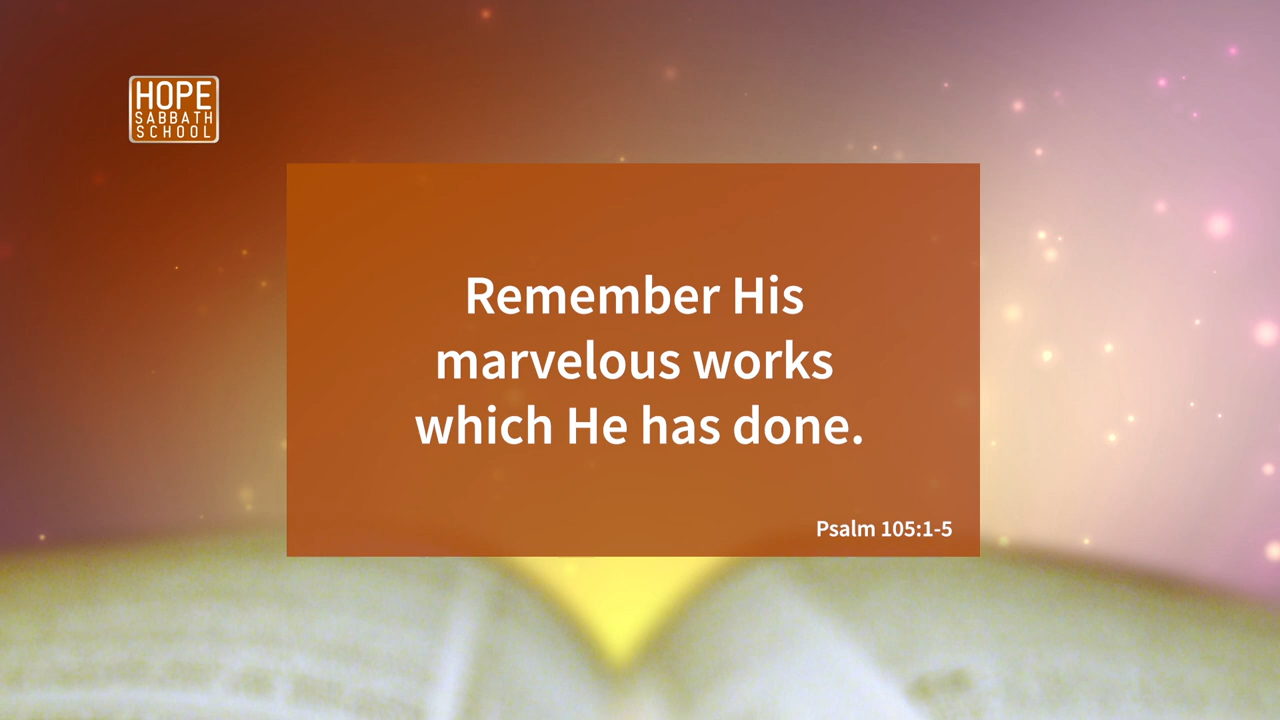 HOPE
SABBATH
SCHOOL
Remember His
marvelous works
which He has done.
Psalm 105:1-5